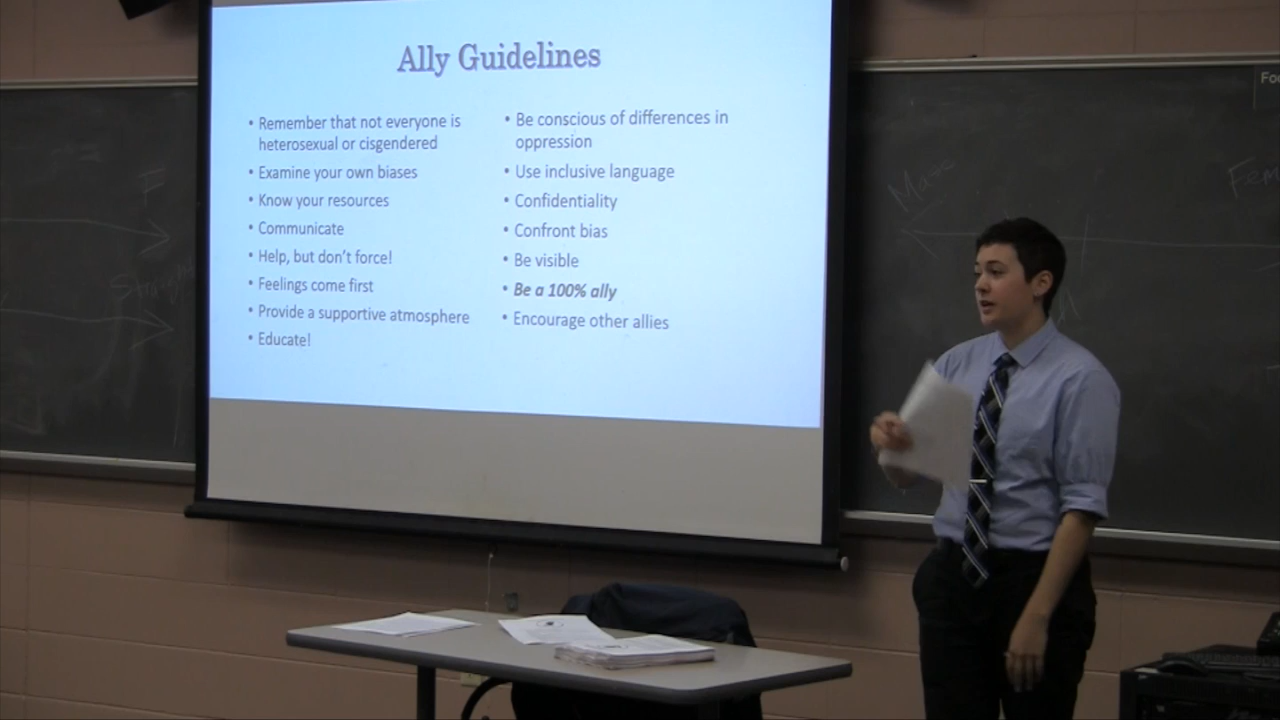 Ally Guidelines
• Remember that not everyone is
heterosexual or cisgendered
• Examine your own biases
• Know your resources
• Communicate
• Help, but don't force!
• Feelings come first
• Provide a supportive atmosphere
• Educate!
• Be conscious of differences in
oppression
• Use inclusive language
• Confidentiality
• Confront bias
• Be visible
• Be a 100% ally
• Encourage other allies
F